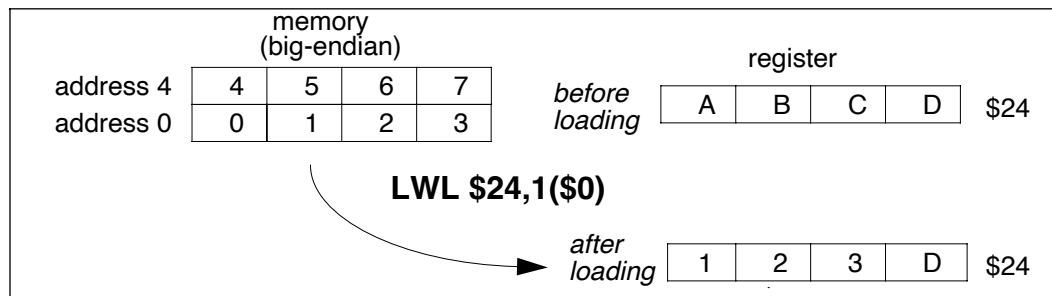 memory
(big-endian)
register
address 4 4 5 6 7
before
loading A B C D $24
address 0 0 1 2 3
LWL $24,1($0)
after
loading 1 2 3 D $24